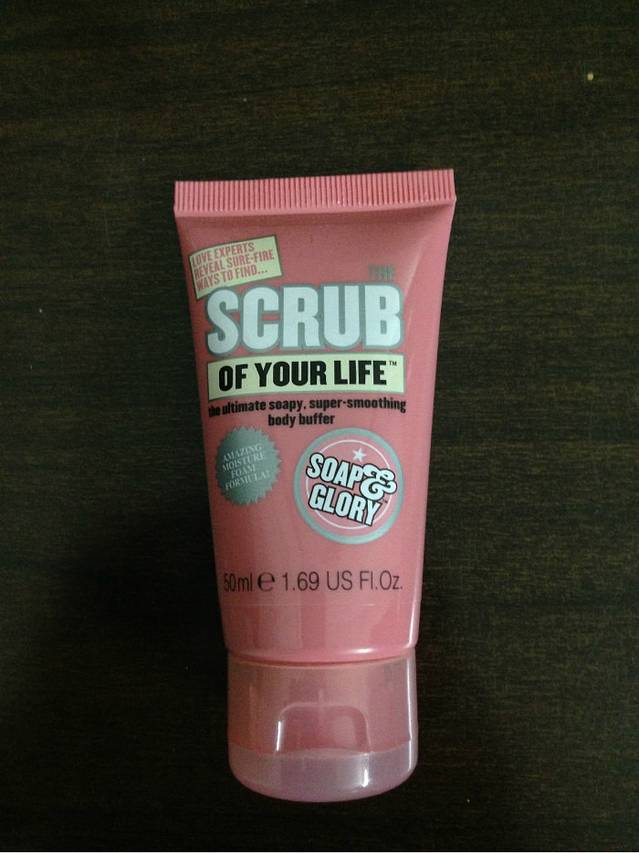 LOVE EXPERTS
REVEAL SURE-FIRE
WAYS TO FIND...
THE
SCRUB
OF YOUR LIFE™
the ultimate soapy, super-smoothing
body buffer
AMAZING
MOISTURE
FOAM
FORMULA!
SOAP&
GLORY™
50ml ℮ 1.69 US Fl.Oz.